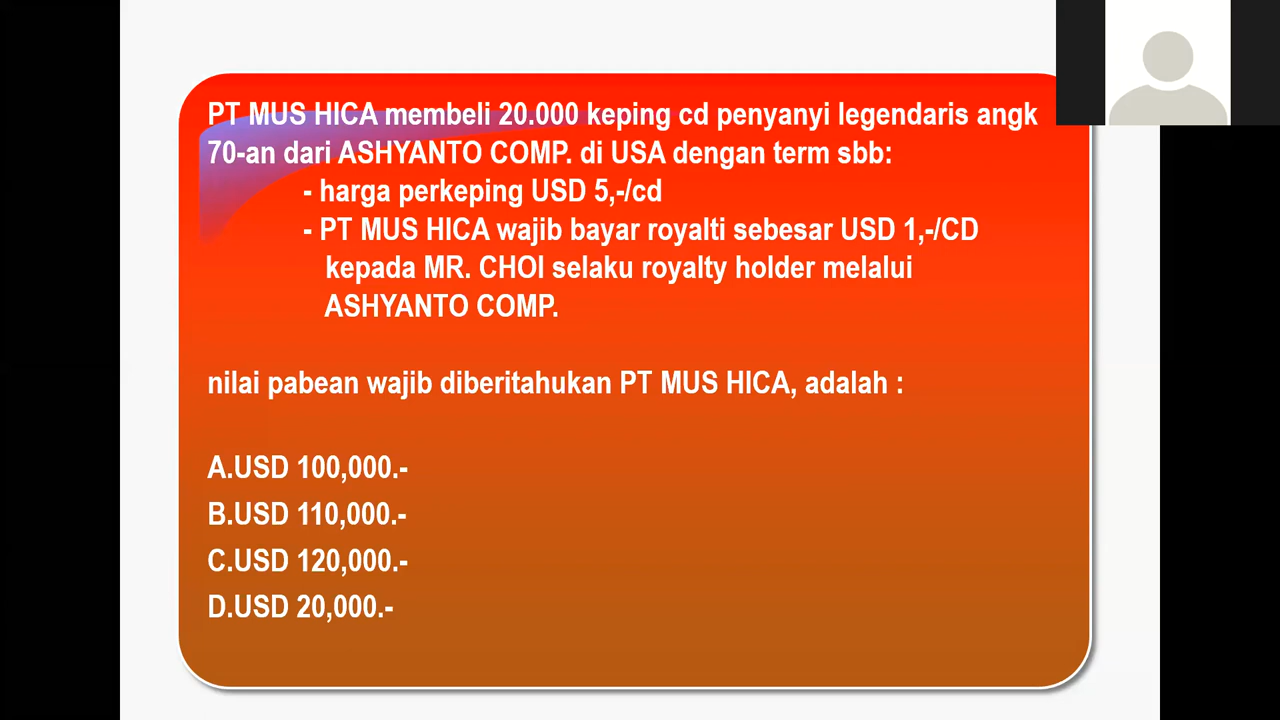 PT MUS HICA membeli 20.000 keping cd penyanyi legendaris angk
70-an dari ASHYANTO COMP. di USA dengan term sbb:
- harga perkeping USD 5,-/cd
- PT MUS HICA wajib bayar royalti sebesar USD 1,-/CD
kepada MR. CHOI selaku royalty holder melalui
ASHYANTO COMP.
nilai pabean wajib diberitahukan PT MUS HICA, adalah :
A.USD 100,000.-
B.USD 110,000.-
C.USD 120,000.-
D.USD 20,000.-